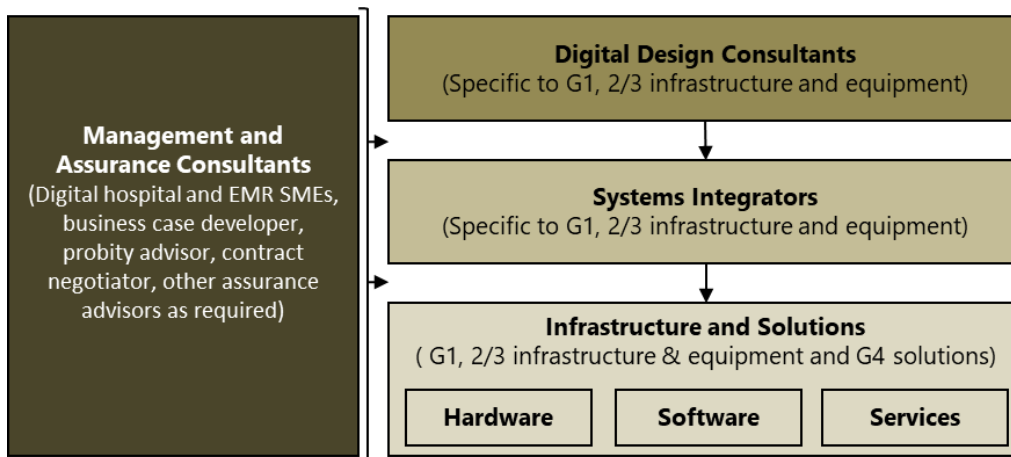 Management and
Assurance Consultants
(Digital hospital and EMR SMEs,
business case developer,
probity advisor, contract
negotiator, other assurance
advisors as required)
Digital Design Consultants
(Specific to G1, 2/3 infrastructure and equipment)
Systems Integrators
(Specific to G1, 2/3 infrastructure and equipment)
Infrastructure and Solutions
( G1, 2/3 infrastructure & equipment and G4 solutions)
Hardware
Software
Services